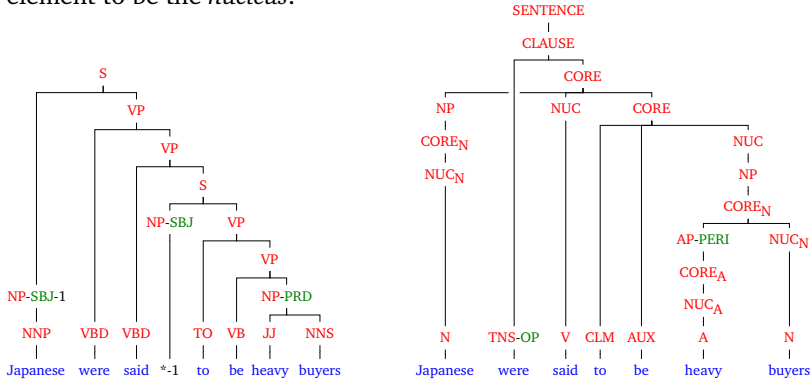 element to be the nucleus.
SENTENCE
CLAUSE
S
CORE
VP
NP NUC CORE
VP
CORE_N NUC
S
NUC_N NP
NP-SBJ VP
CORE_N
VP
AP-PERI NUC_N
CORE_A
NP-SBJ-1 NP-PRD
NUC_A
NNP VBD VBD TO VB JJ NNS
N TNS-OP V CLM AUX A N
Japanese were said *-1 to be heavy buyers
Japanese were said to be heavy buyers